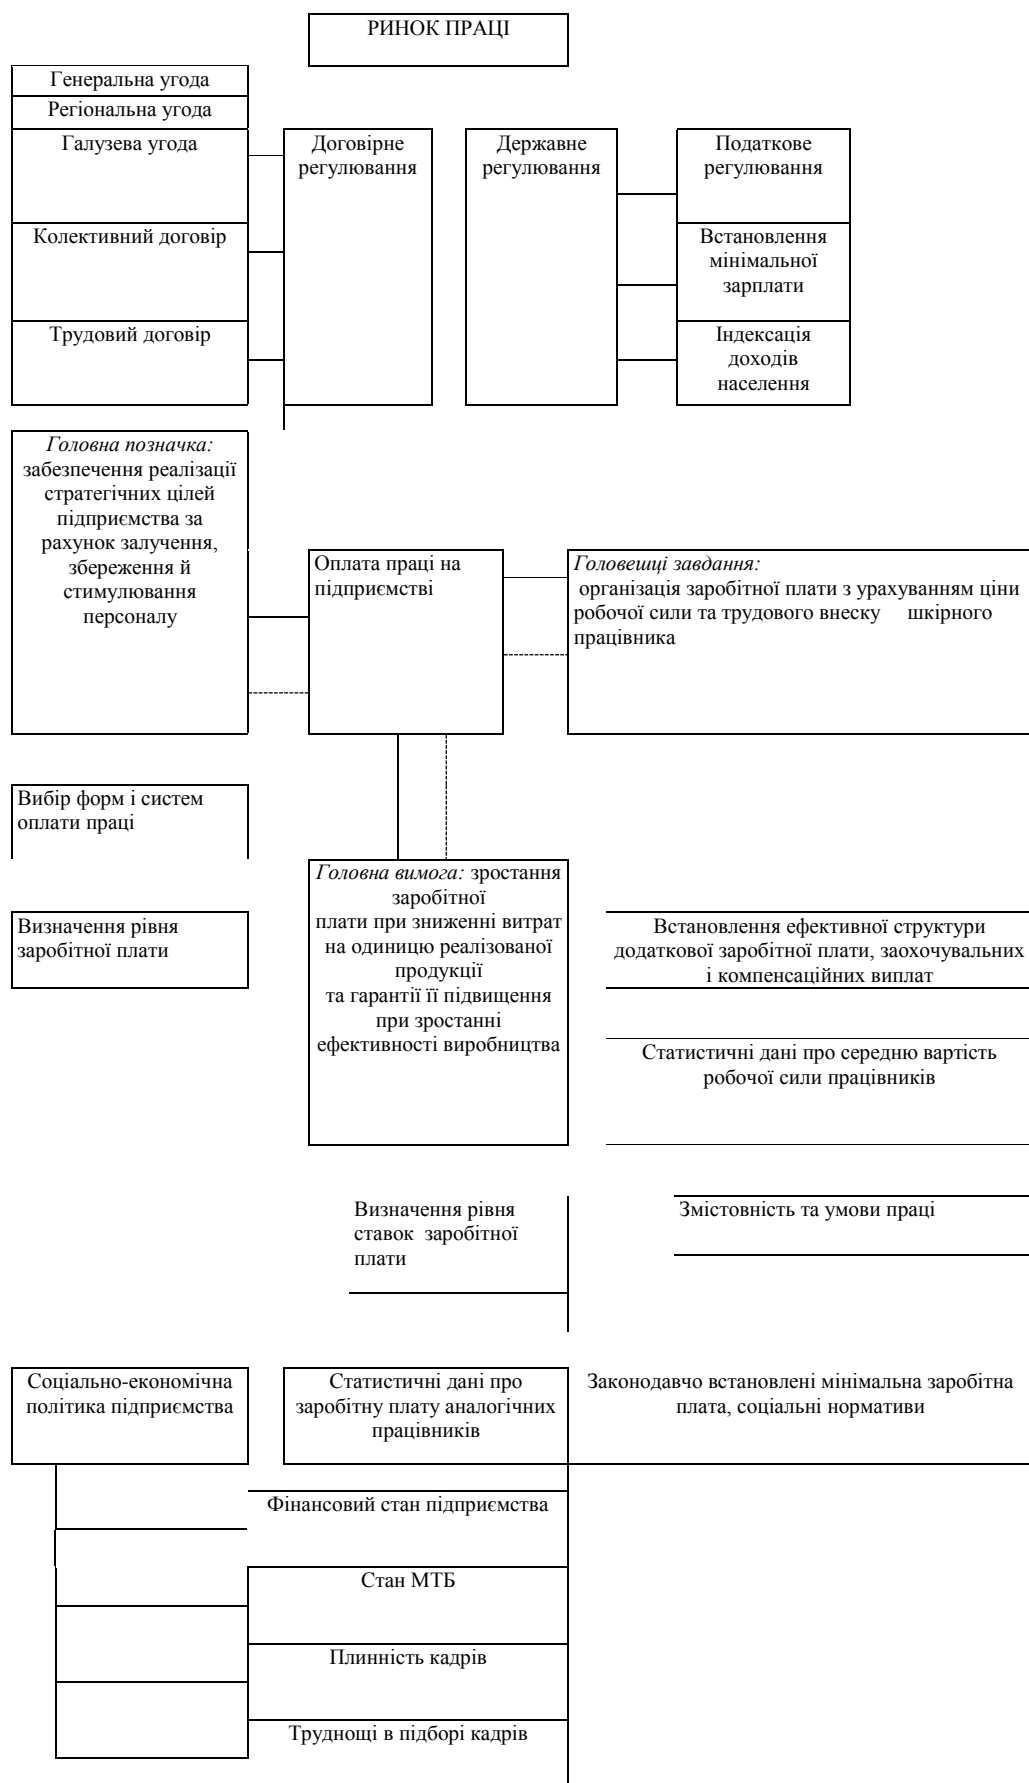 РИНОК ПРАЦІ
Генеральна угода
Регіональна угода
Галузева угода
Договірне
регулювання
Державне
регулювання
Податкове
регулювання
Колективний договір
Встановлення
мінімальної
зарплати
Трудовий договір
Індексація
доходів
населення
Головна позначка:
забезпечення реалізації
стратегічних цілей
підприємства за
рахунок залучення,
збереження й
стимулювання
персоналу
Оплата праці на
підприємстві
Головешці завдання:
організація заробітної плати з урахуванням ціни
робочої сили та трудового внеску шкірного
працівника
Вибір форм і систем
оплати праці
Головна вимога: зростання
заробітної
плати при зниженні витрат
на одиницю реалізованої
продукції
та гарантії її підвищення
при зростанні
ефективності виробництва
Визначення рівня
заробітної плати
Встановлення ефективної структури
додаткової заробітної плати, заохочувальних
і компенсаційних виплат
Статистичні дані про середню вартість
робочої сили працівників
Визначення рівня
ставок заробітної
плати
Змістовність та умови праці
Соціально-економічна
політика підприємства
Статистичні дані про
заробітну плату аналогічних
працівників
Законодавчо встановлені мінімальна заробітна
плата, соціальні нормативи
Фінансовий стан підприємства
Стан МТБ
Плинність кадрів
Труднощі в підборі кадрів